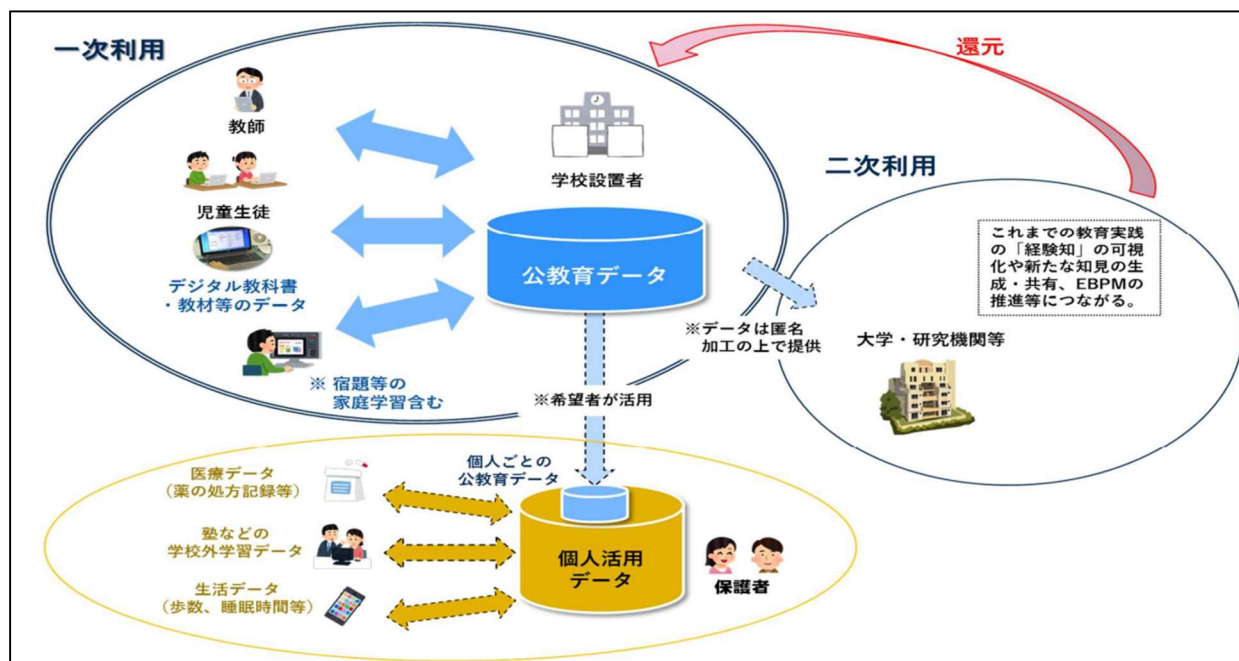 一次利用
教師
児童生徒
デジタル教科書
・教材等のデータ
※ 宿題等の
家庭学習含む
学校設置者
公教育データ
還元
二次利用
これまでの教育実践
の「経験知」の可視
化や新たな知見の生
成・共有、EBPMの
推進等につながる。
※データは匿名
加工の上で提供
大学・研究機関等
※希望者が活用
医療データ
（薬の処方記録等）
塾などの
学校外学習データ
生活データ
（歩数、睡眠時間等）
個人ごとの
公教育データ
個人活用
データ
保護者